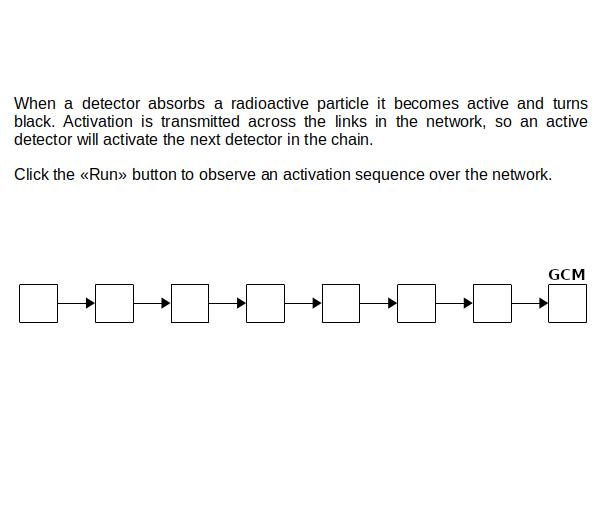 When a detector absorbs a radioactive particle it becomes active and turns
black. Activation is transmitted across the links in the network, so an active
detector will activate the next detector in the chain.
Click the «Run» button to observe an activation sequence over the network.
GCM